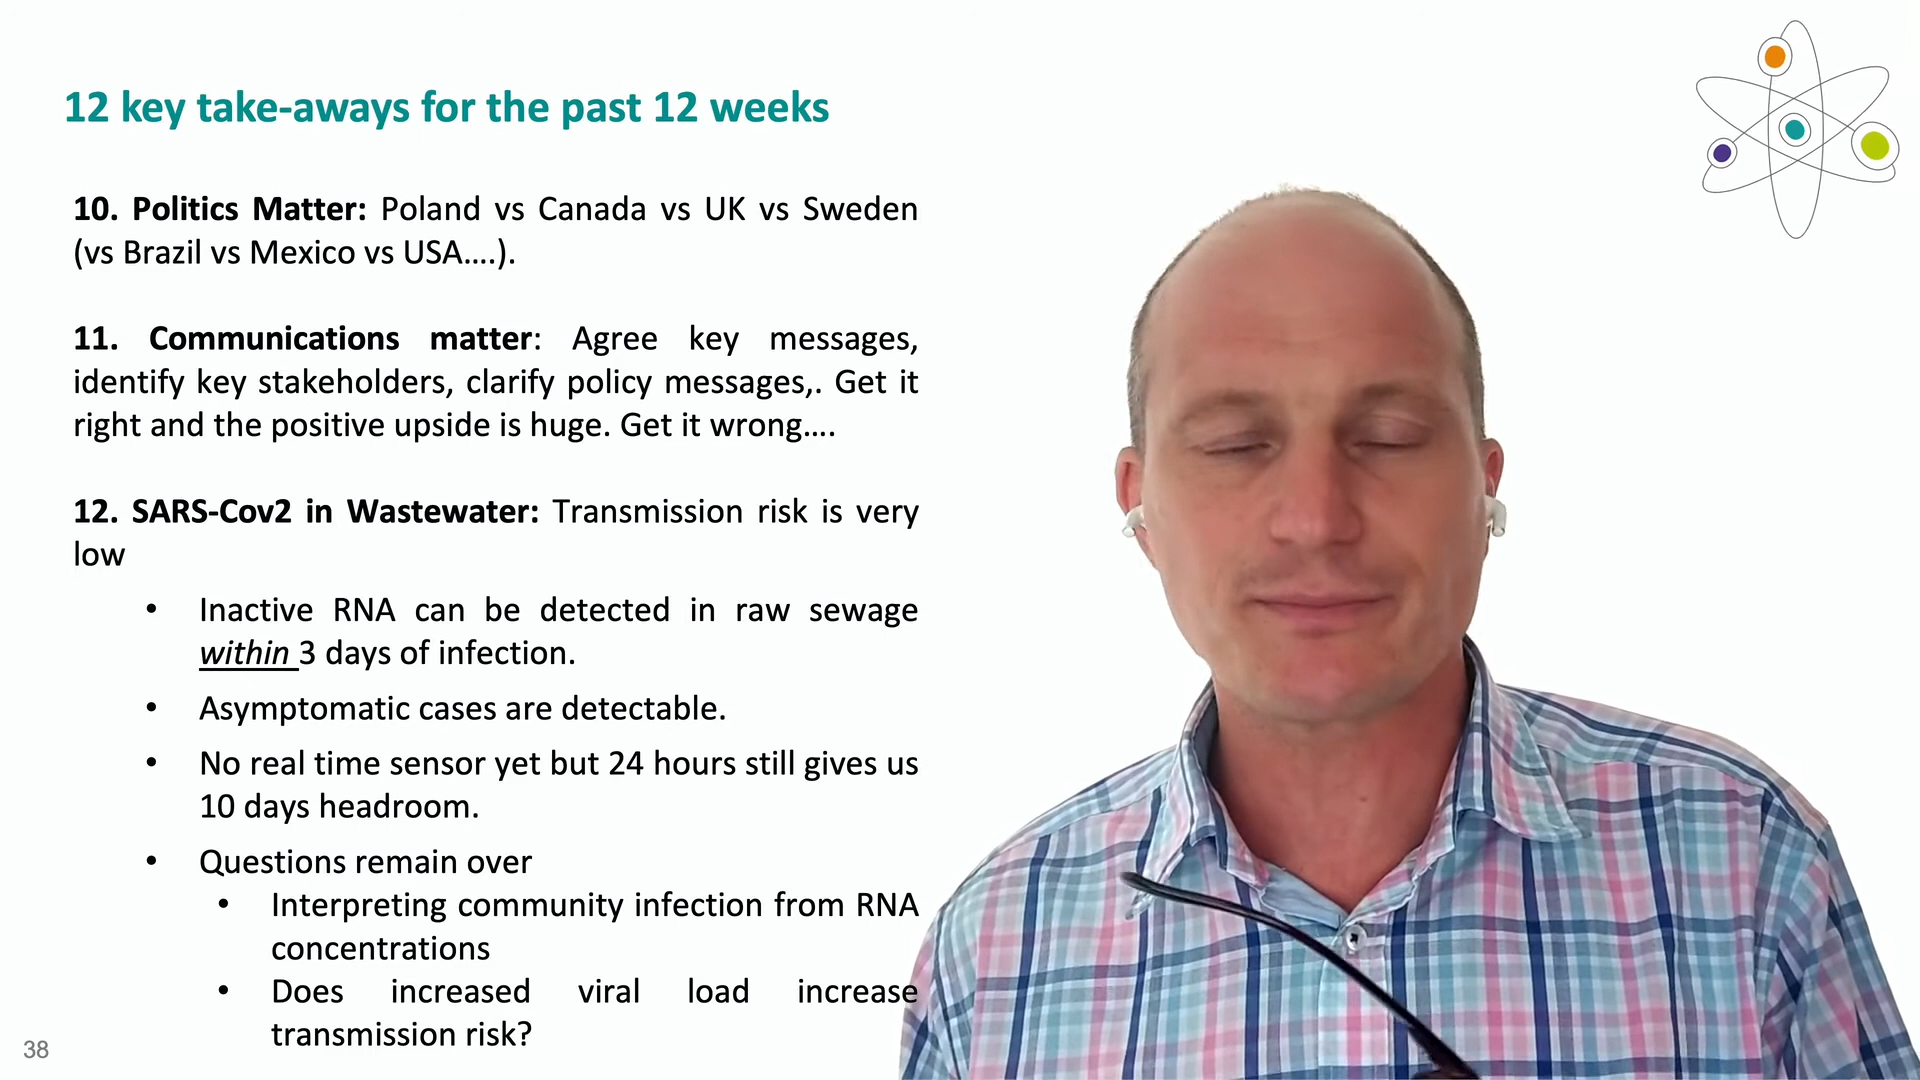 12 key take-aways for the past 12 weeks
10. Politics Matter: Poland vs Canada vs UK vs Sweden
(vs Brazil vs Mexico vs USA....).
11. Communications matter: Agree key messages,
identify key stakeholders, clarify policy messages,. Get it
right and the positive upside is huge. Get it wrong....
12. SARS-Cov2 in Wastewater: Transmission risk is very
low
• Inactive RNA can be detected in raw sewage
within 3 days of infection.
• Asymptomatic cases are detectable.
• No real time sensor yet but 24 hours still gives us
10 days headroom.
• Questions remain over
• Interpreting community infection from RNA
concentrations
• Does increased viral load increase
transmission risk?
38